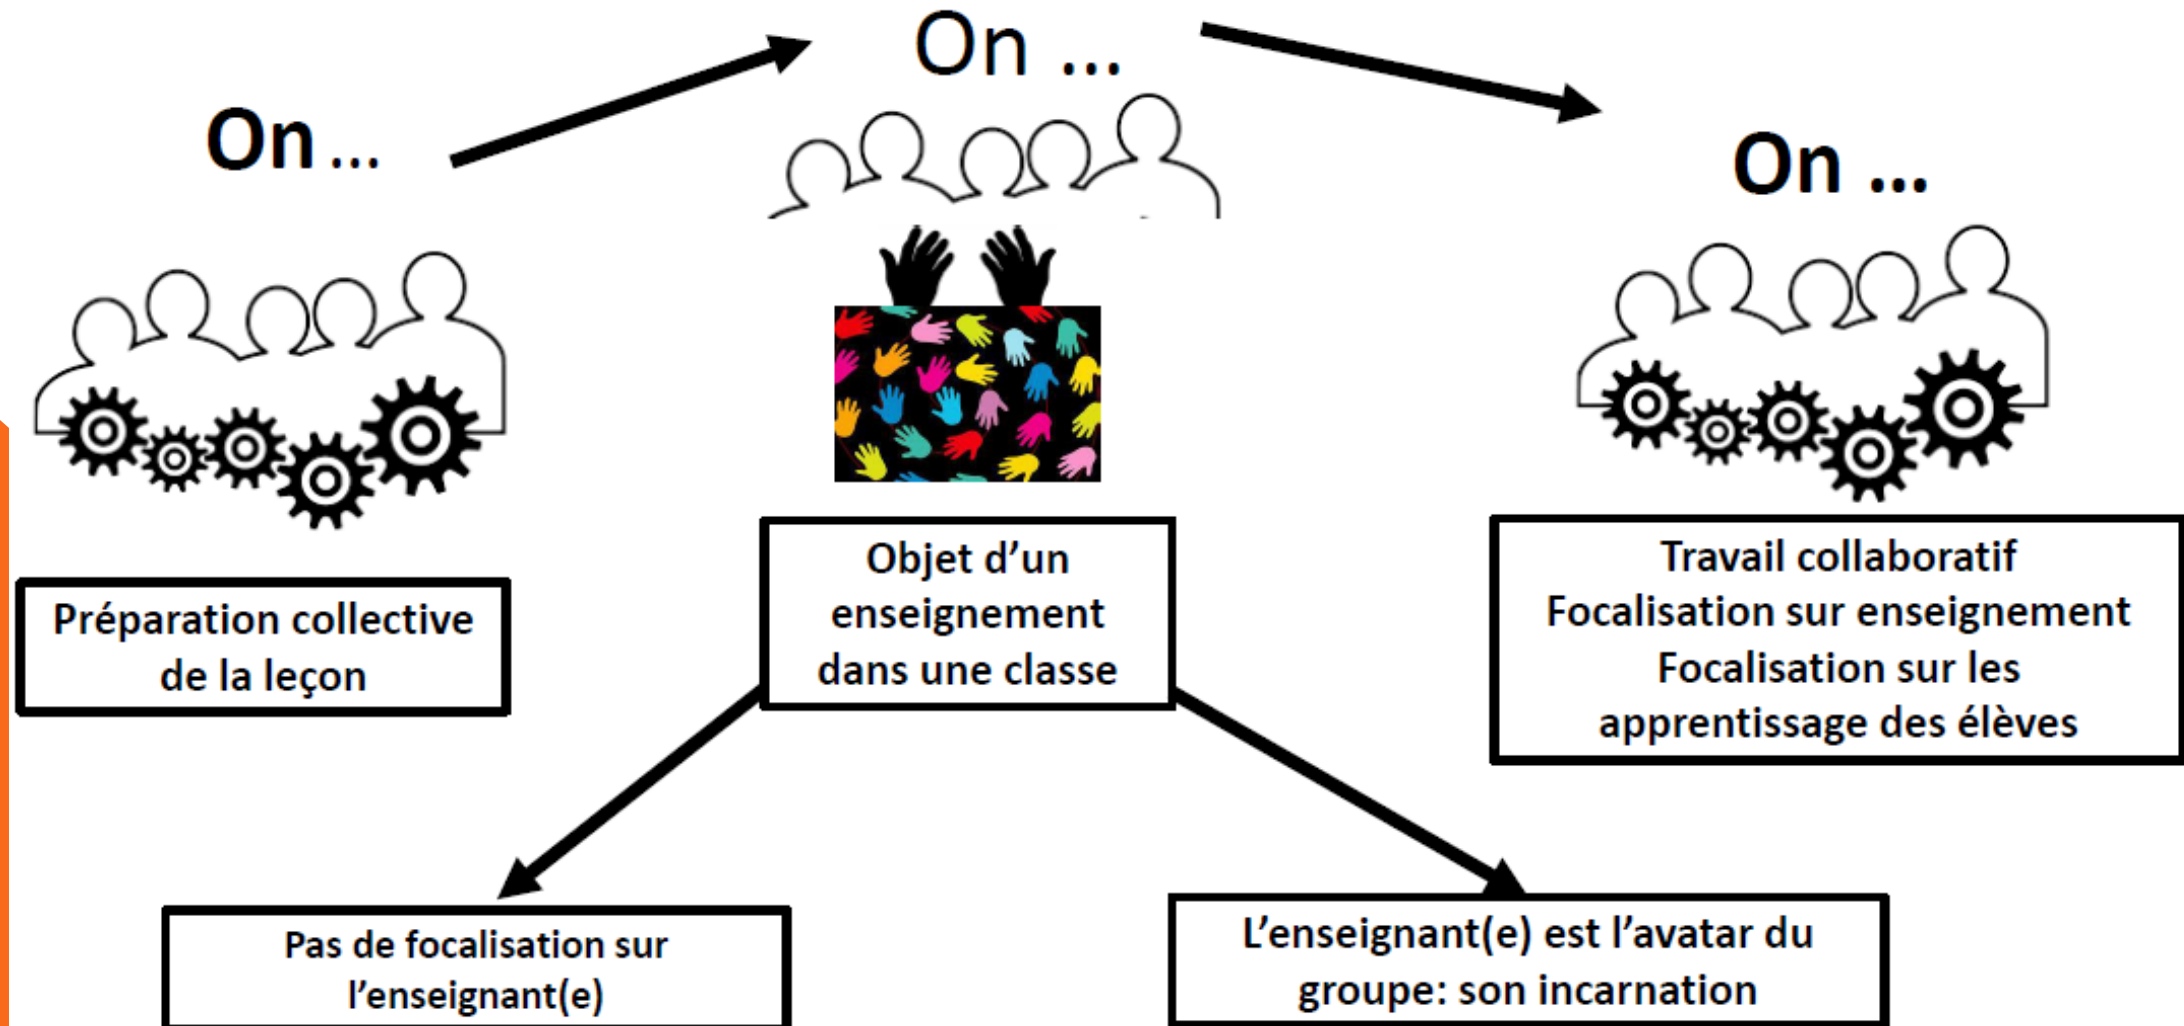 On ...
On ...
On ...
Préparation collective
de la leçon
Objet d'un
enseignement
dans une classe
Travail collaboratif
Focalisation sur enseignement
Focalisation sur les
apprentissage des élèves
Pas de focalisation sur
l'enseignant(e)
L'enseignant(e) est l'avatar du
groupe: son incarnation